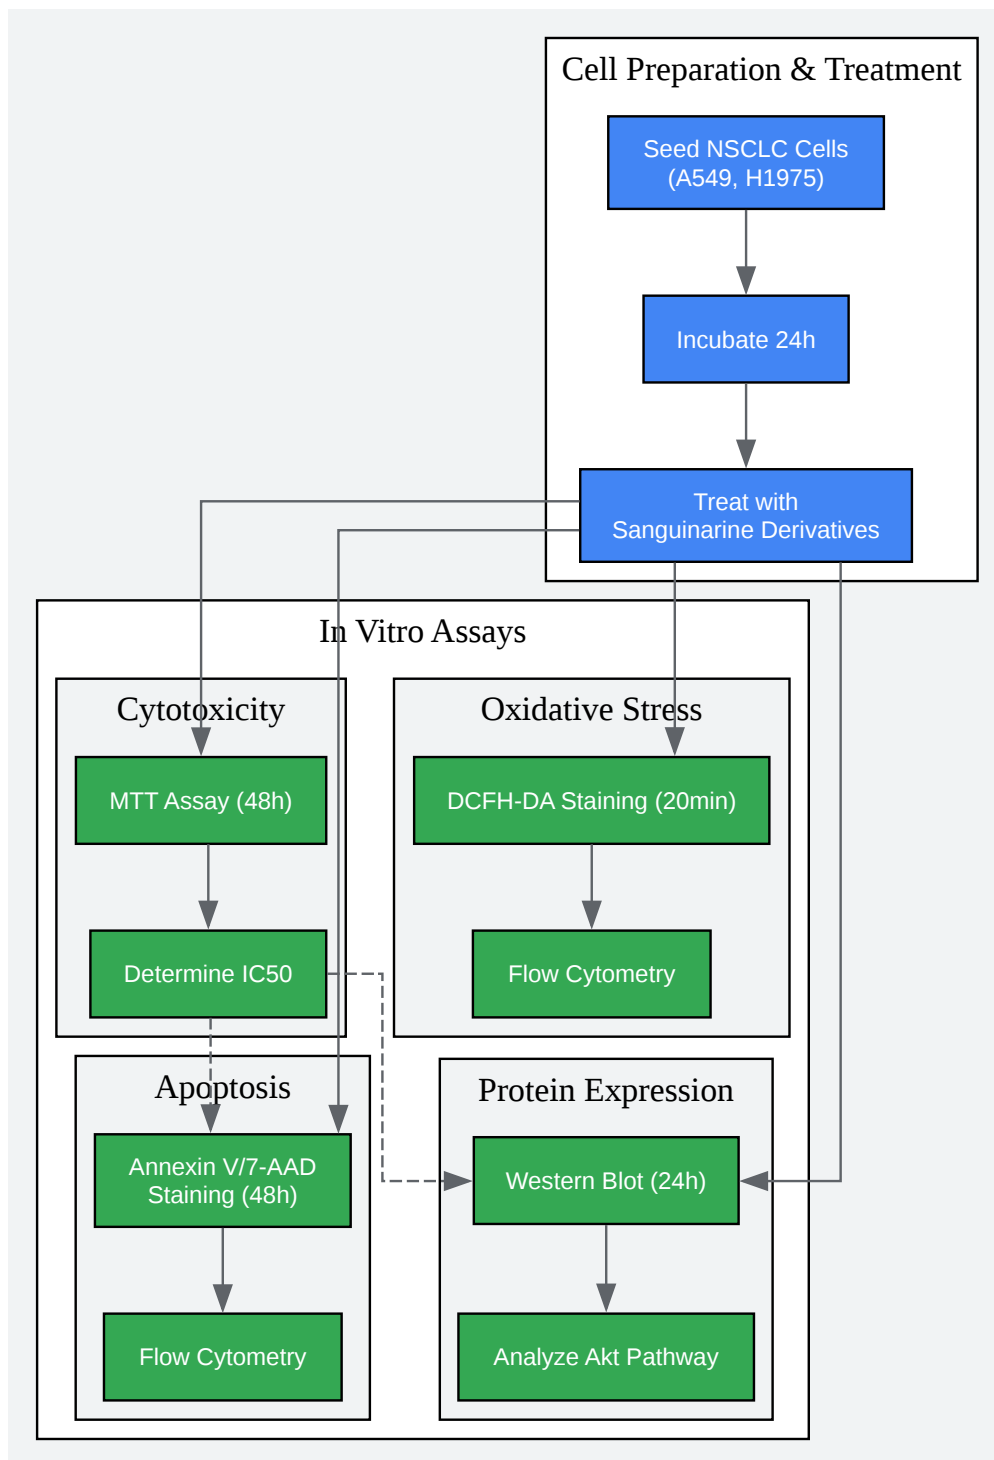 Cell Preparation & Treatment
Seed NSCLC Cells
(A549, H1975)
Incubate 24h
Treat with
Sanguinarine Derivatives
In Vitro Assays
Cytotoxicity
MTT Assay (48h)
Determine IC50
Oxidative Stress
DCFH-DA Staining (20min)
Flow Cytometry
Apoptosis
Annexin V/7-AAD
Staining (48h)
Flow Cytometry
Protein Expression
Western Blot (24h)
Analyze Akt Pathway